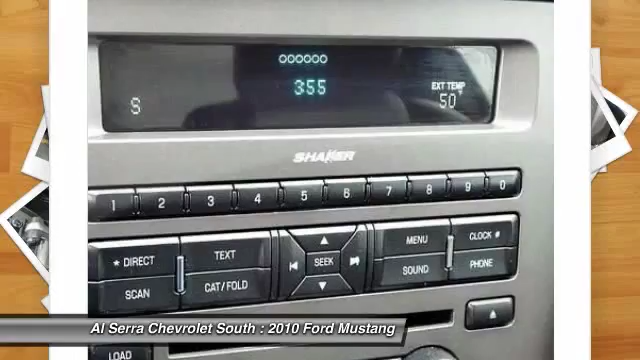 oooooo
355
EXT TEMP
S
50°
SHAKER
1 2 3 4 5 6 7 8 9 0
★ DIRECT TEXT MENU CLOCK #
SEEK
SCAN CAT/FOLD SOUND PHONE
LOAD
Al Serra Chevrolet South : 2010 Ford Mustang